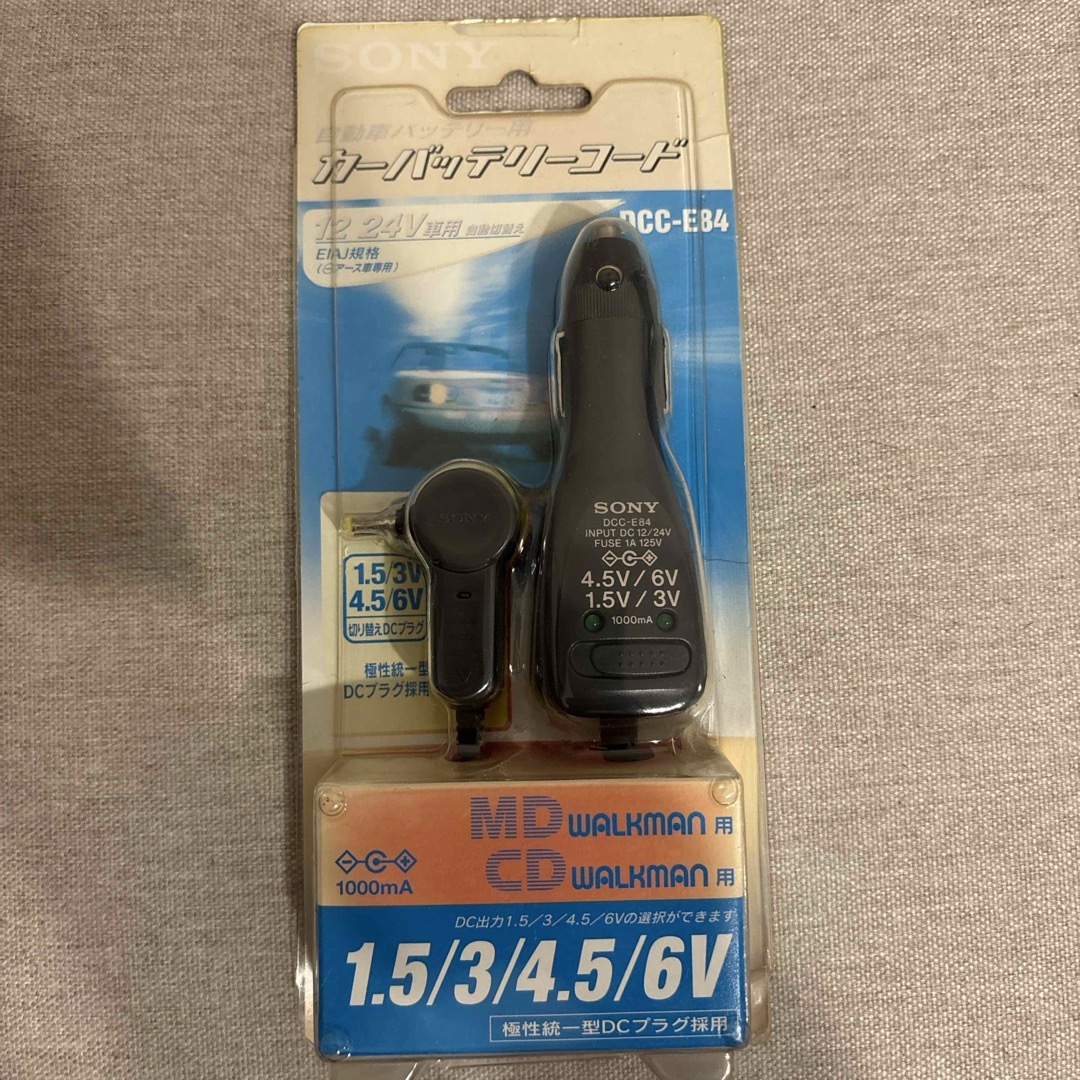 SONY
自動車バッテリー用
カーバッテリーコード
12 24V車用 自動切替え
DCC-E84
EIAJ規格
(⊖アース車専用)
SONY
1.5/3V
4.5/6V
切り替えDCプラグ
極性統一型
DCプラグ採用
SONY
DCC-E84
INPUT DC 12/24V
FUSE 1A 125V
4.5V / 6V
1.5V / 3V
1000mA
MD WALKMAN 用
CD WALKMAN 用
1000mA
DC出力1.5/3/4.5/6Vの選択ができます
1.5/3/4.5/6V
極性統一型DCプラグ採用